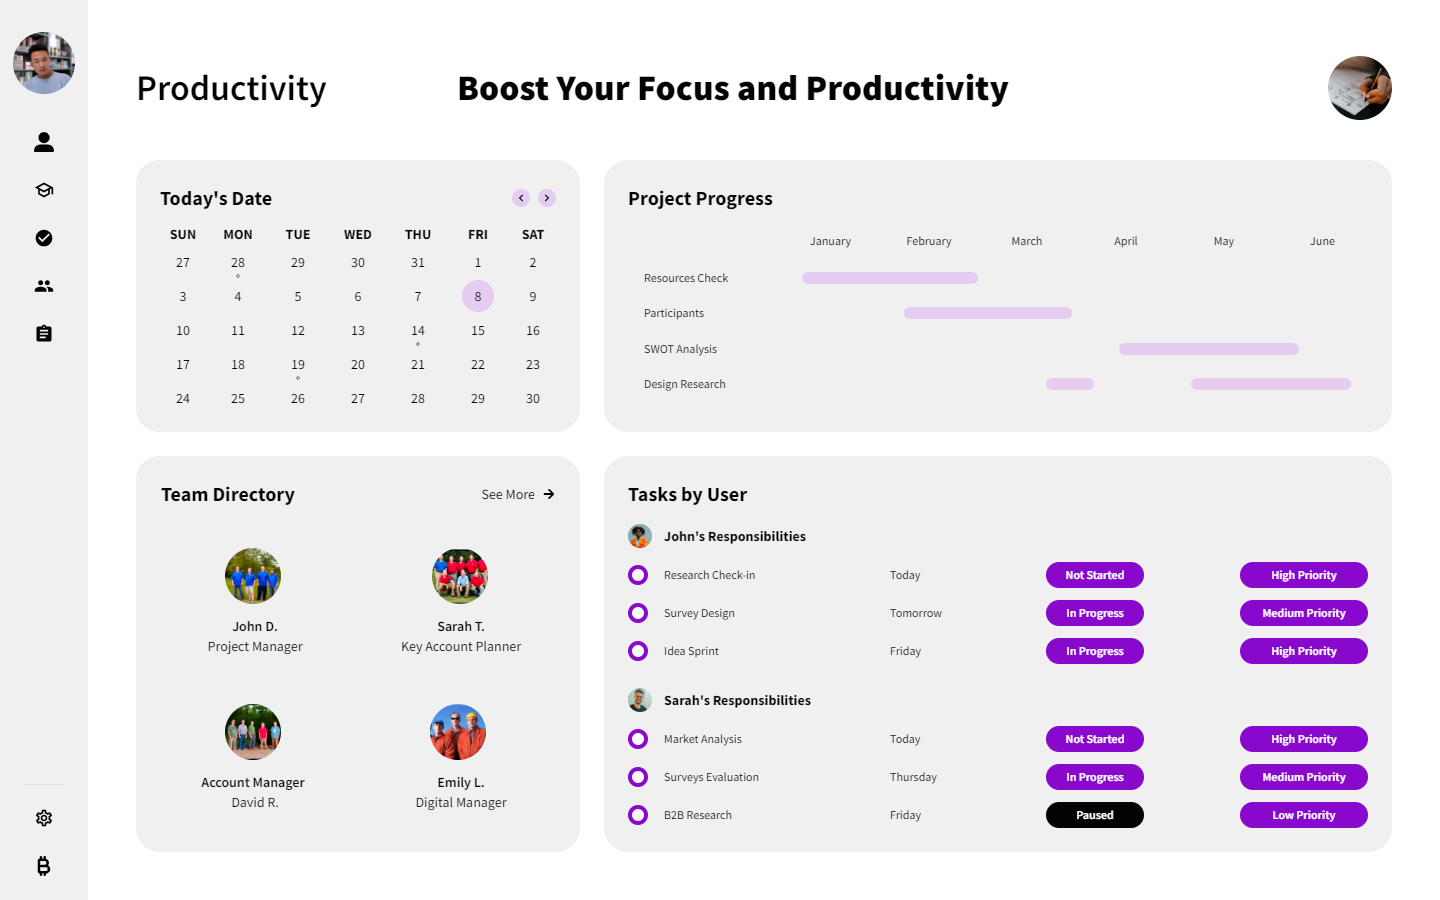 Productivity
Boost Your Focus and Productivity
Today's Date
SUN MON TUE WED THU FRI SAT
27 28 29 30 31 1 2
3 4 5 6 7 8 9
10 11 12 13 14 15 16
17 18 19 20 21 22 23
24 25 26 27 28 29 30
Project Progress
January February March April May June
Resources Check
Participants
SWOT Analysis
Design Research
Team Directory
See More
John D.
Project Manager
Sarah T.
Key Account Planner
Account Manager
David R.
Emily L.
Digital Manager
Tasks by User
John's Responsibilities
Research Check-in Today Not Started High Priority
Survey Design Tomorrow In Progress Medium Priority
Idea Sprint Friday In Progress High Priority
Sarah's Responsibilities
Market Analysis Today Not Started High Priority
Surveys Evaluation Thursday In Progress Medium Priority
B2B Research Friday Paused Low Priority